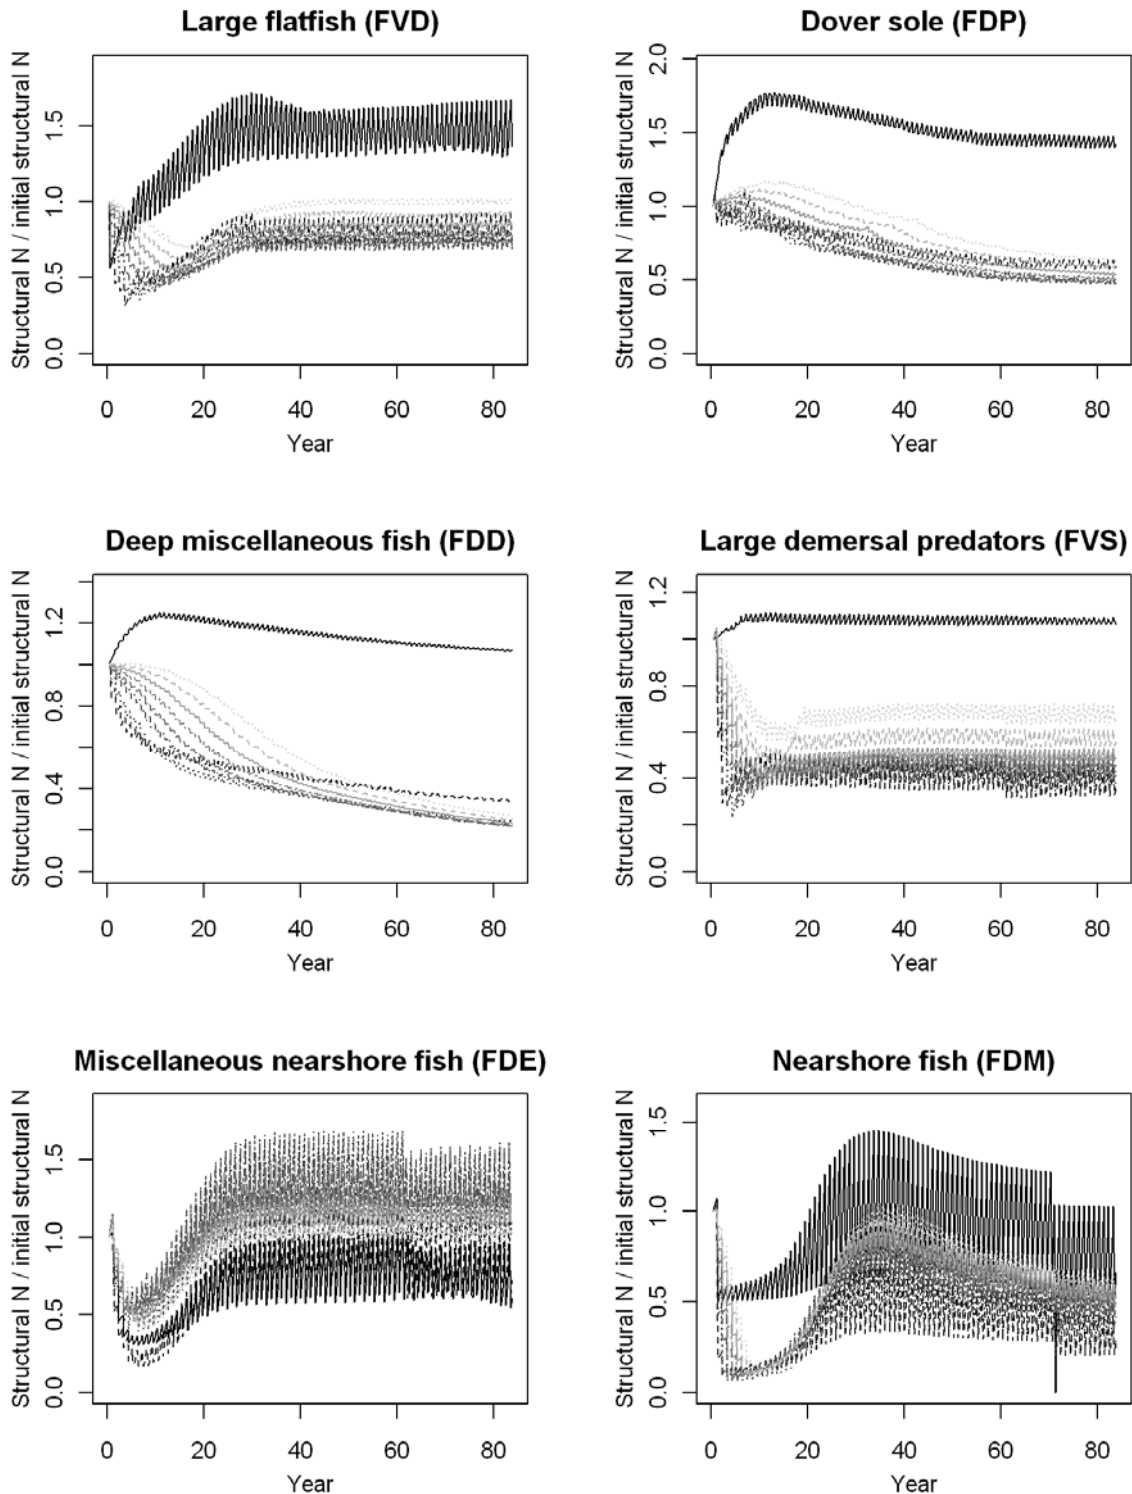 Large flatfish (FVD)
Structural N / initial structural N
0.0 0.5 1.0 1.5
0 20 40 60 80
Year
Dover sole (FDP)
Structural N / initial structural N
0.0 0.5 1.0 1.5 2.0
0 20 40 60 80
Year
Deep miscellaneous fish (FDD)
Structural N / initial structural N
0.0 0.4 0.8 1.2
0 20 40 60 80
Year
Large demersal predators (FVS)
Structural N / initial structural N
0.0 0.4 0.8 1.2
0 20 40 60 80
Year
Miscellaneous nearshore fish (FDE)
Structural N / initial structural N
0.0 0.5 1.0 1.5
0 20 40 60 80
Year
Nearshore fish (FDM)
Structural N / initial structural N
0.0 0.5 1.0 1.5
0 20 40 60 80
Year